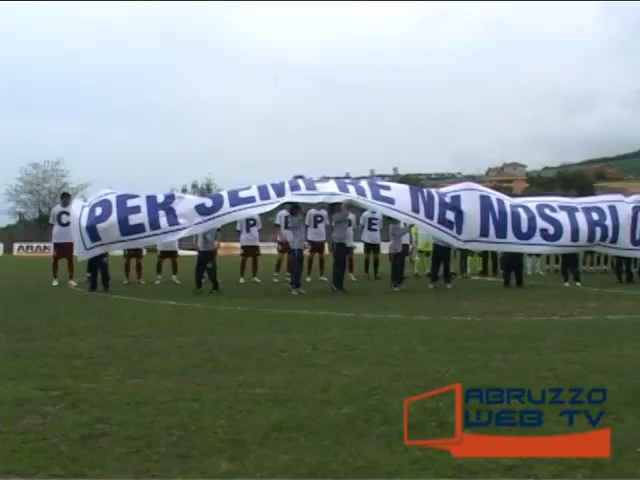 PER SEMPRE NEI NOSTRI
C P P E
ARAN
ABRUZZO
WEB TV